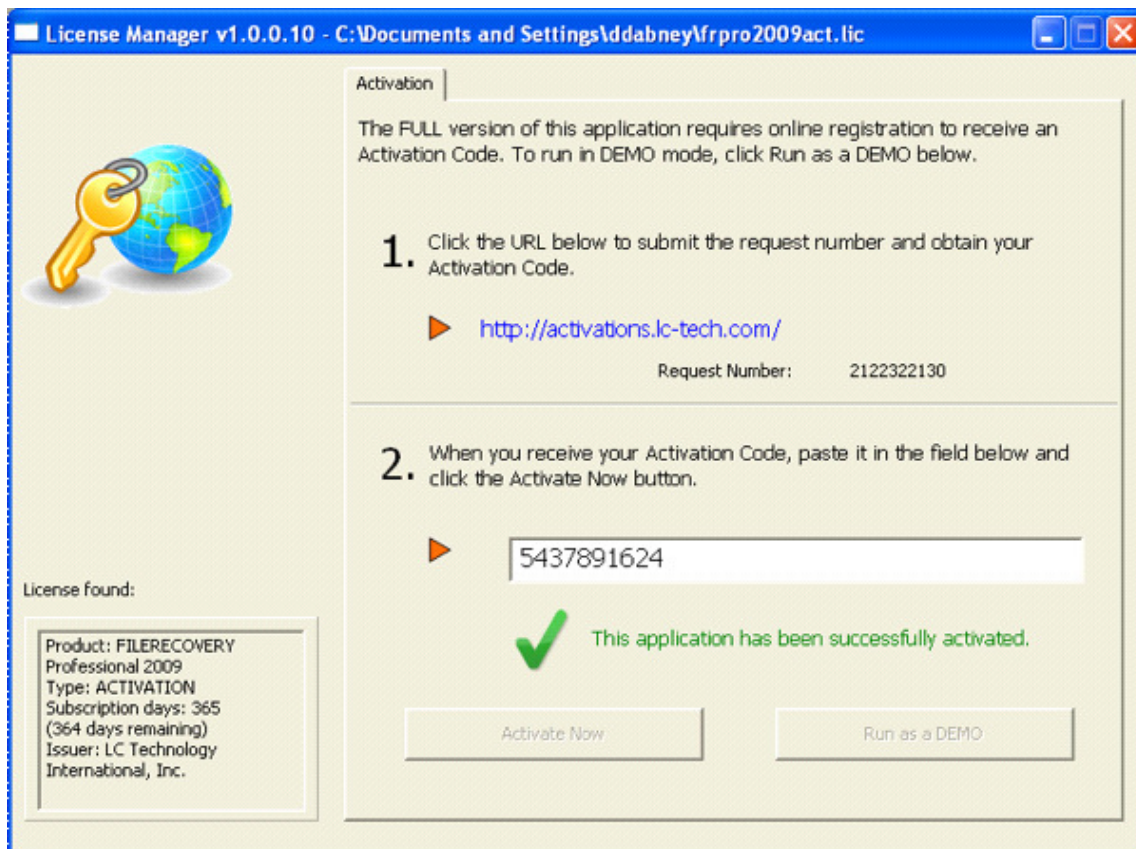 License Manager v1.0.0.10 - C:\Documents and Settings\ddabney\frpro2009act.lic
Activation
The FULL version of this application requires online registration to receive an
Activation Code. To run in DEMO mode, click Run as a DEMO below.
1. Click the URL below to submit the request number and obtain your
Activation Code.
http://activations.lc-tech.com/
Request Number: 2122322130
2. When you receive your Activation Code, paste it in the field below and
click the Activate Now button.
5437891624
This application has been successfully activated.
Activate Now
Run as a DEMO
License found:
Product: FILERECOVERY
Professional 2009
Type: ACTIVATION
Subscription days: 365
(364 days remaining)
Issuer: LC Technology
International, Inc.